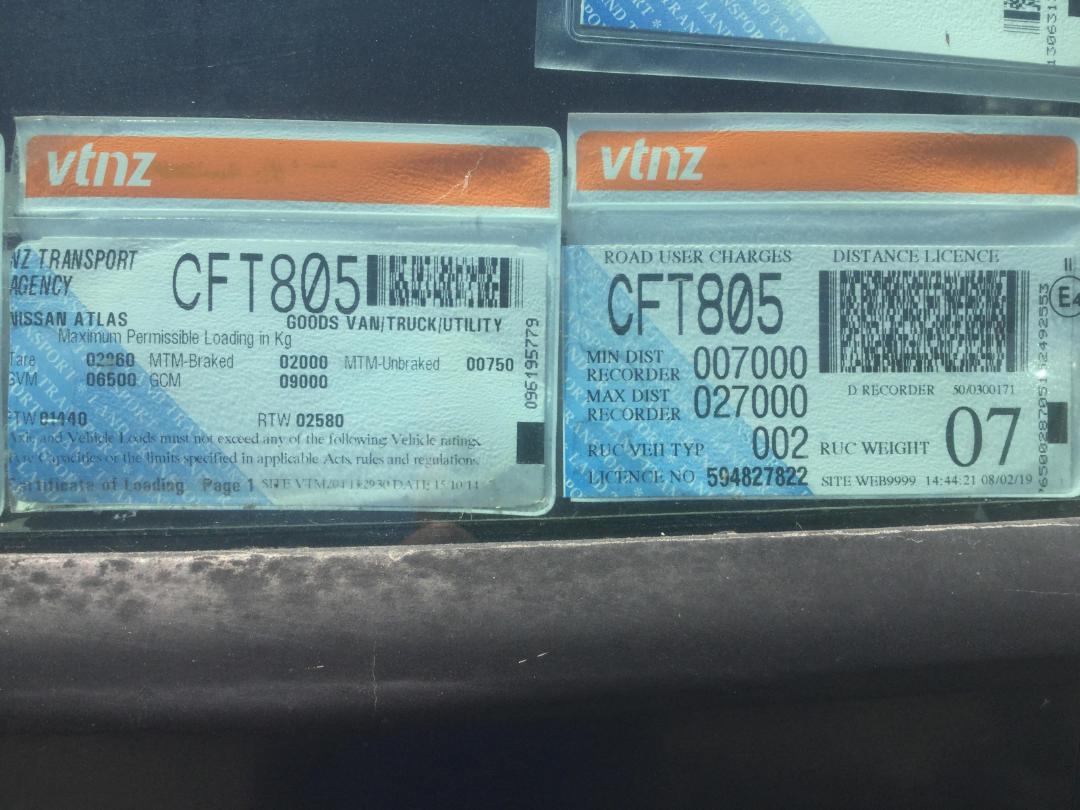 vtnz
NZ TRANSPORT
AGENCY
CFT805
NISSAN ATLAS
GOODS VAN/TRUCK/UTILITY
Maximum Permissible Loading in Kg
Tare 02260 MTM-Braked 02000 MTM-Unbraked 00750
GVM 06500 GCM 09000
FTW 01440 RTW 02580
Axle and Vehicle Loads must not exceed any of the following Vehicle ratings,
Tyre Capacities or the limits specified in applicable Acts, rules and regulations.
Certificate of Loading Page 1 SITE DATE 15/10/14
096195779
vtnz
ROAD USER CHARGES DISTANCE LICENCE
CFT805
MIN DIST
RECORDER 007000
MAX DIST
RECORDER 027000
D RECORDER 50/0300171
RUC VEH TYP 002 RUC WEIGHT 07
LICENCE NO 594827822 SITE WEB9999 14:44:21 08/02/19